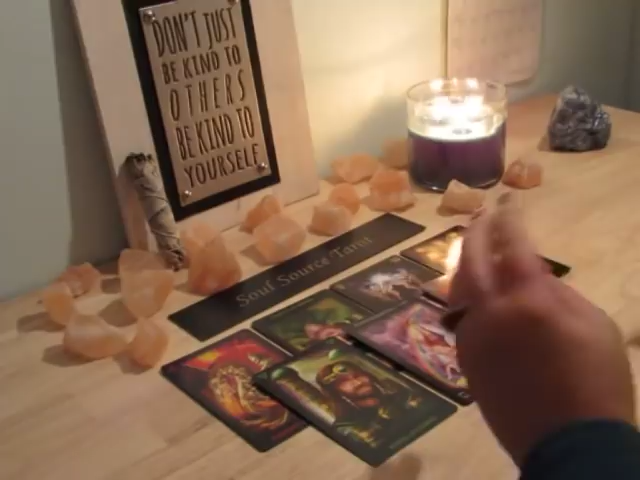 DON'T JUST
BE KIND TO
OTHERS
BE KIND TO
YOURSELF
Soul Source Tarot